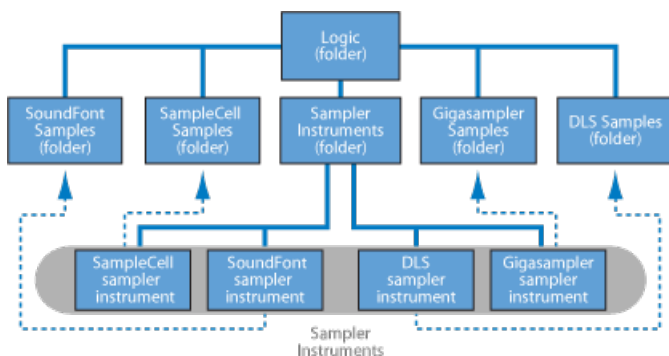 Logic
(folder)
SoundFont
Samples
(folder)
SampleCell
Samples
(folder)
Sampler
Instruments
(folder)
Gigasampler
Samples
(folder)
DLS Samples
(folder)
SampleCell
sampler
instrument
SoundFont
sampler
instrument
DLS
sampler
instrument
Gigasampler
sampler
instrument
Sampler
Instruments